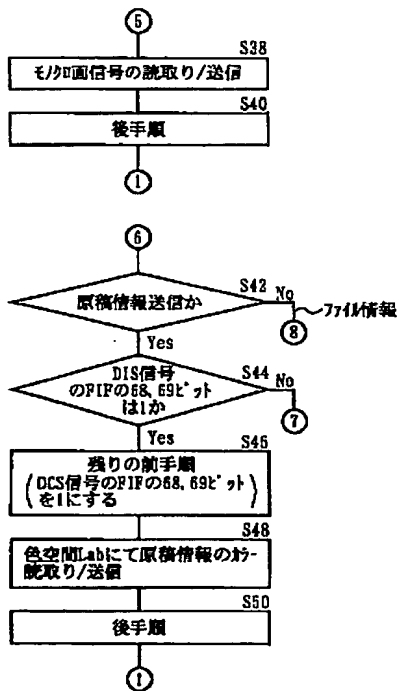 5
S38
モノクロ画信号の読取り/送信
S40
後手順
1
6
S42
原稿情報送信か
No
ファイル情報
8
Yes
S44
DIS信号
のFIFの68,69ビット
は1か
No
7
Yes
S46
残りの前手順
(DCS信号のFIFの68,69ビット
を1にする)
S48
色空間Labにて原稿情報のカラー
読取り/送信
S50
後手順
1